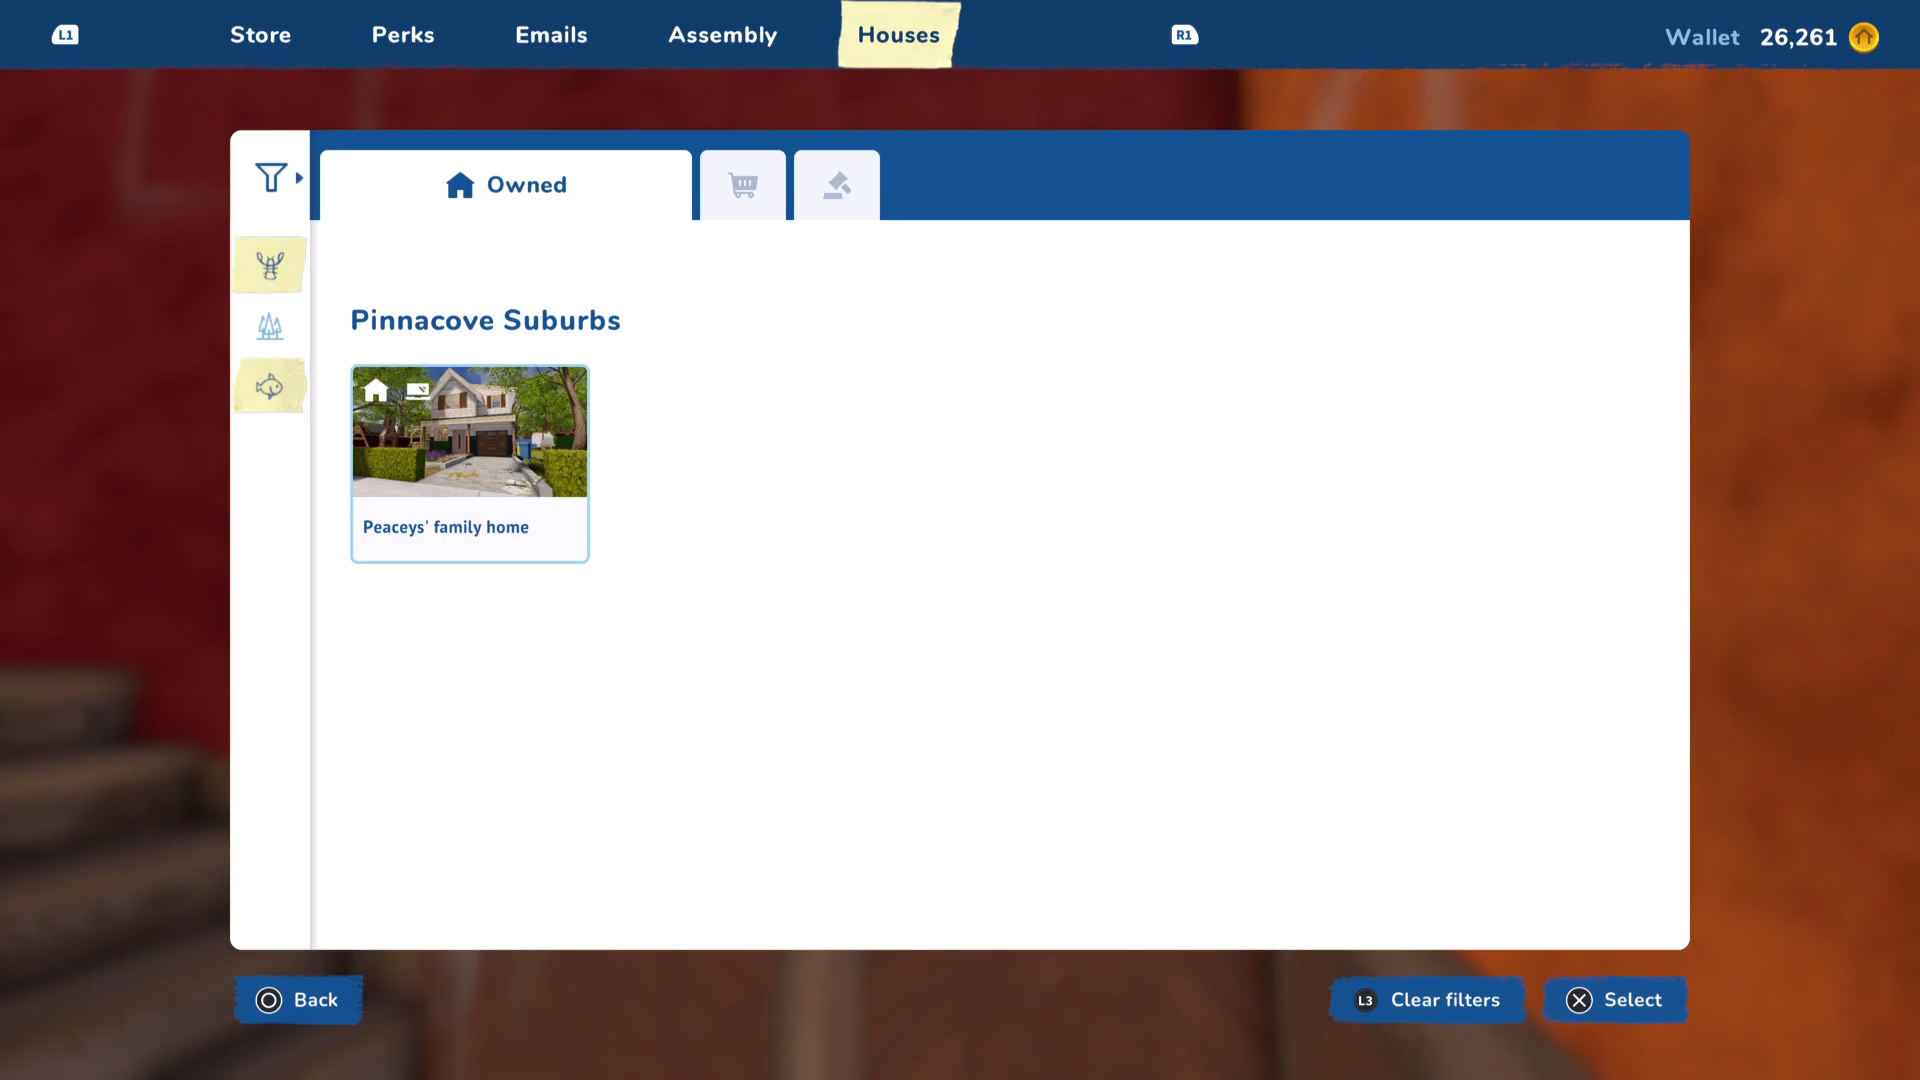 L1
Store
Perks
Emails
Assembly
Houses
R1
Wallet 26,261
Owned
Pinnacove Suburbs
Peaceys' family home
Back
L3 Clear filters
Select